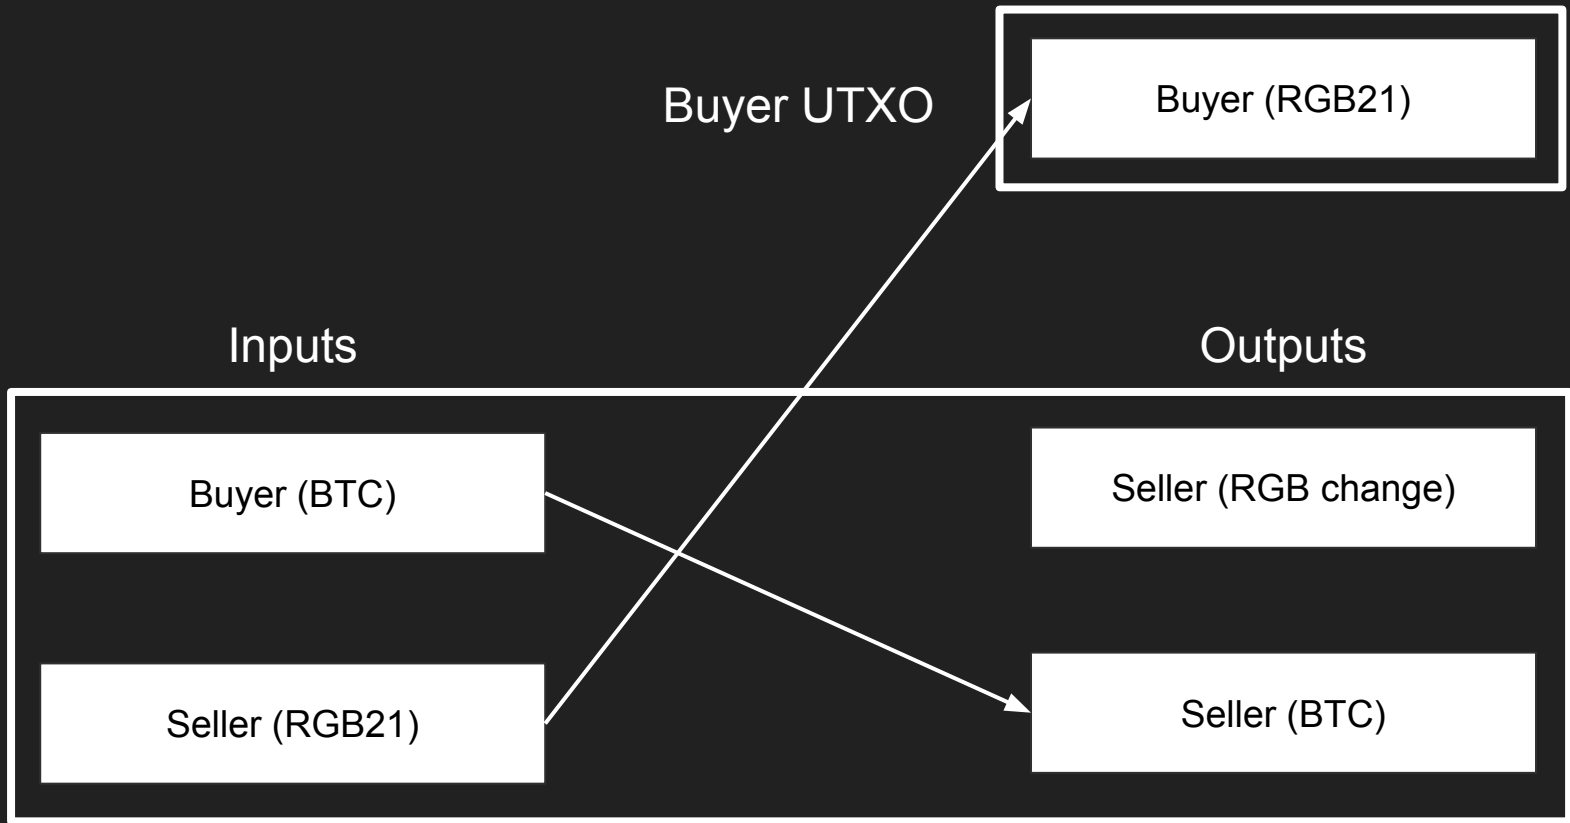 Buyer UTXO
Buyer (RGB21)
Inputs
Outputs
Buyer (BTC)
Seller (RGB change)
Seller (RGB21)
Seller (BTC)